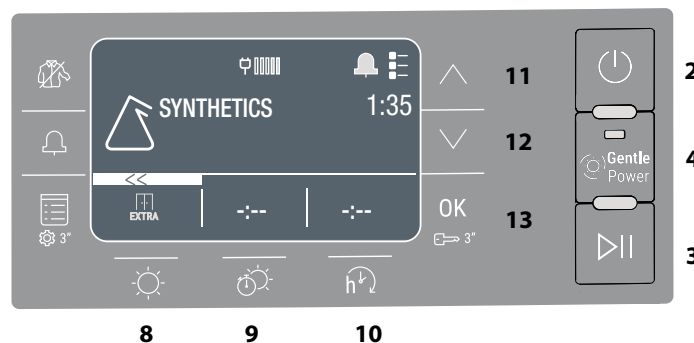 SYNTHETICS
1:35
<<
EXTRA
-:--
-:--
3"
OK
3"
h
Gentle
Power
11
12
13
2
4
3
8
9
10